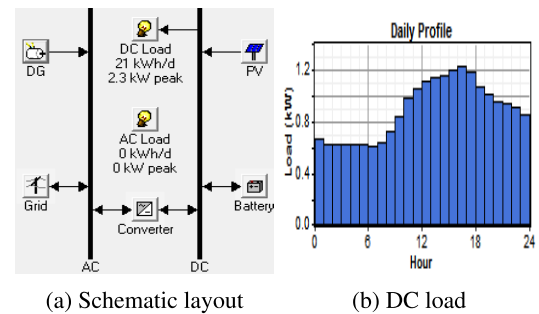 DG
DC Load
21 kWh/d
2.3 kW peak
PV
AC Load
0 kWh/d
0 kW peak
Grid
Converter
Battery
AC
DC
(a) Schematic layout
Daily Profile
Load (kW)
1.2
0.8
0.4
0.0
0
6
12
18
24
Hour
(b) DC load